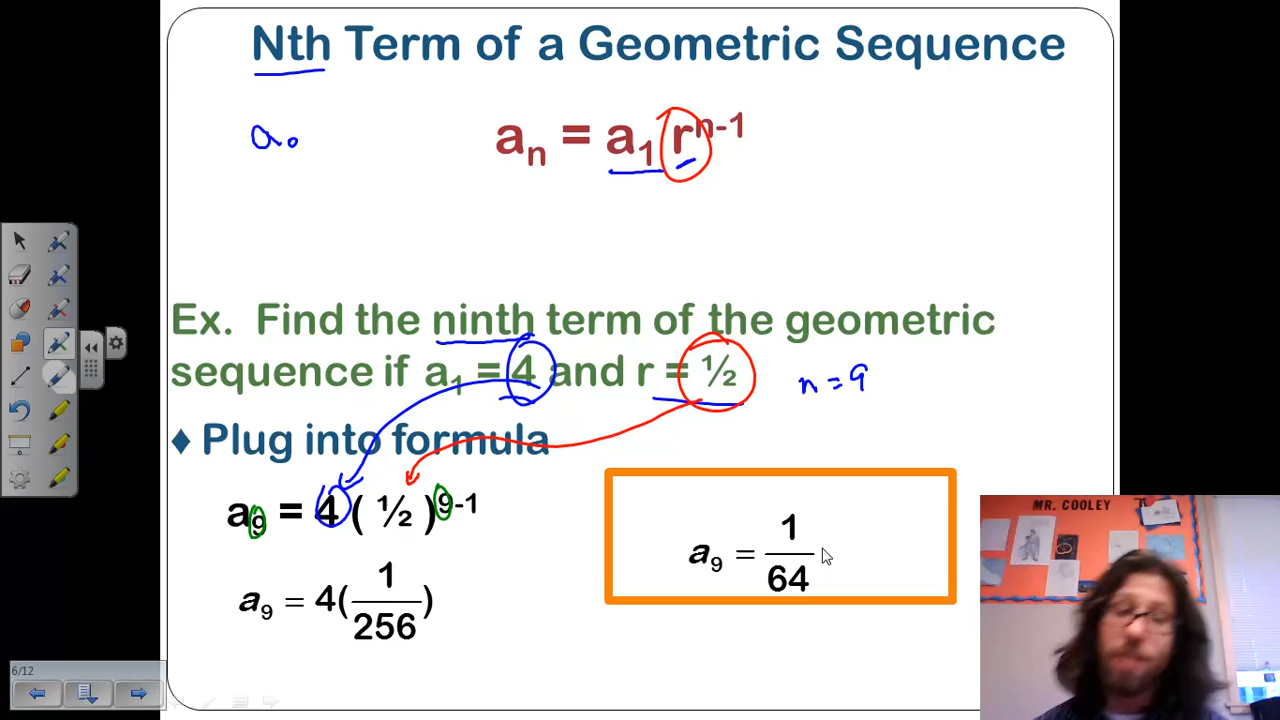 Nth Term of a Geometric Sequence
a₀
aₙ = a₁ rⁿ⁻¹
Ex. Find the ninth term of the geometric
sequence if a₁ = 4 and r = ½
n = 9
♦ Plug into formula
a₉ = 4 ( ½ )⁹⁻¹
a₉ = 4(1/256)
a₉ = 1/64
MR. COOLEY
6/12